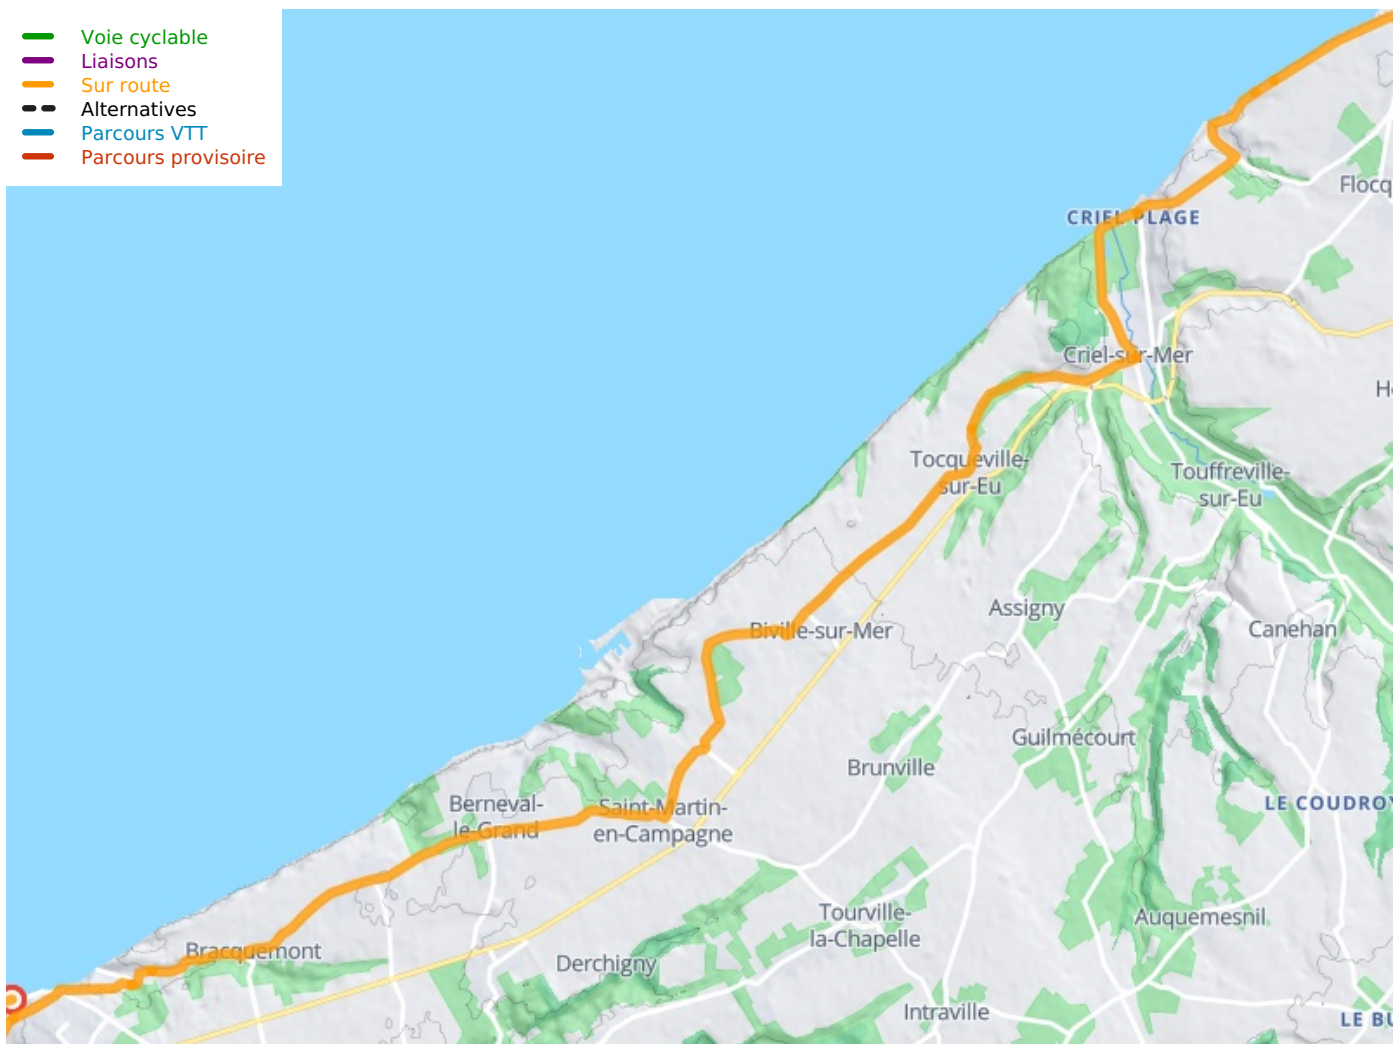 Voie cyclable
Liaisons
Sur route
Alternatives
Parcours VTT
Parcours provisoire
Flocq
CRIEL PLAGE
Criel-sur-Mer
H
Tocqueville-
sur-Eu
Touffreville-
sur-Eu
Assigny
Biville-sur-Mer
Canehan
Guilmécourt
Brunville
Berneval-
le-Grand
Saint-Martin-
en-Campagne
LE COUDROY
Tourville-
la-Chapelle
Auquemesnil
Bracquemont
Derchigny
Intraville
LE BU